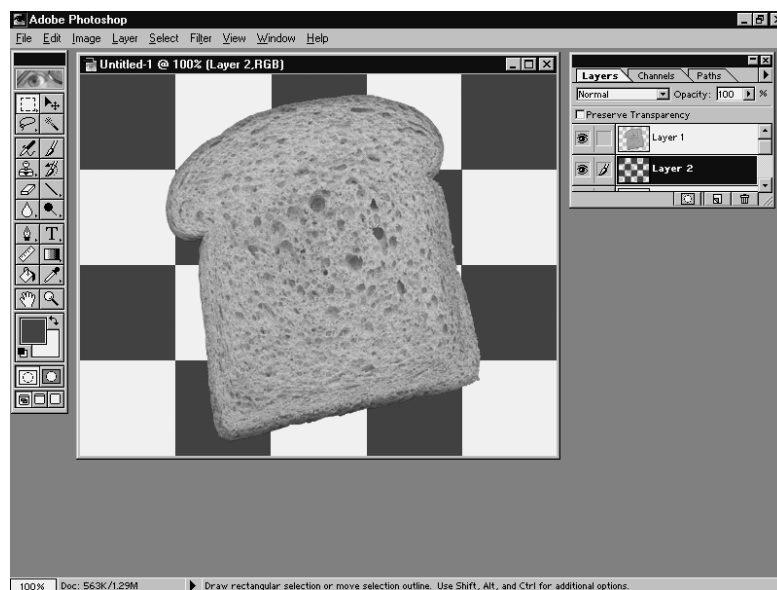 Adobe Photoshop
File Edit Image Layer Select Filter View Window Help
Untitled-1 @ 100% (Layer 2,RGB)
Layers Channels Paths
Normal Opacity: 100 %
Preserve Transparency
Layer 1
Layer 2
T
100% Doc: 563K/1.29M Draw rectangular selection or move selection outline. Use Shift, Alt, and Ctrl for additional options.